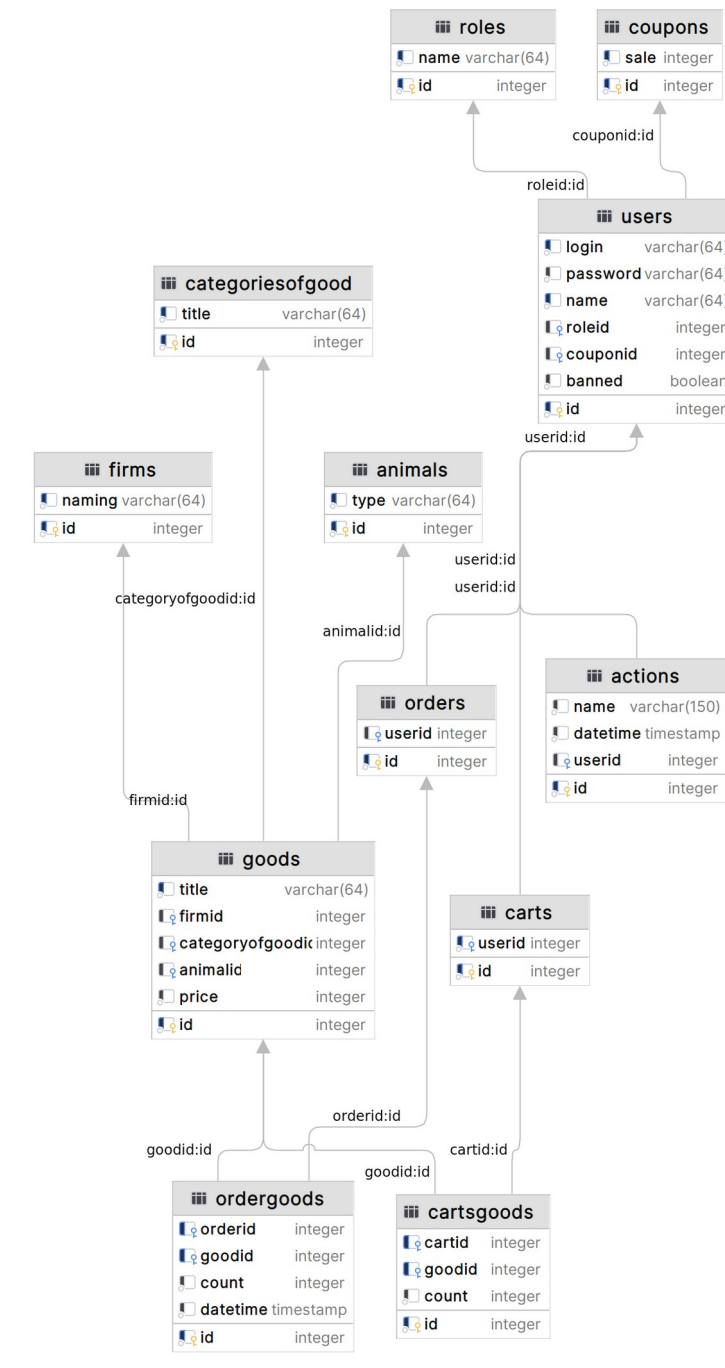 roles
name varchar(64)
id integer
coupons
sale integer
id integer
couponid:id
roleid:id
users
login varchar(64)
password varchar(64)
name varchar(64)
roleid integer
couponid integer
banned boolean
id integer
userid:id
categoriesofgood
title varchar(64)
id integer
firms
naming varchar(64)
id integer
animals
type varchar(64)
id integer
userid:id
userid:id
categoryofgoodid:id
animalid:id
orders
userid integer
id integer
actions
name varchar(150)
datetime timestamp
userid integer
id integer
firmid:id
goods
title varchar(64)
firmid integer
categoryofgoodid integer
animalid integer
price integer
id integer
carts
userid integer
id integer
orderid:id
goodid:id
cartid:id
goodid:id
ordergoods
orderid integer
goodid integer
count integer
datetime timestamp
id integer
cartsgoods
cartid integer
goodid integer
count integer
id integer